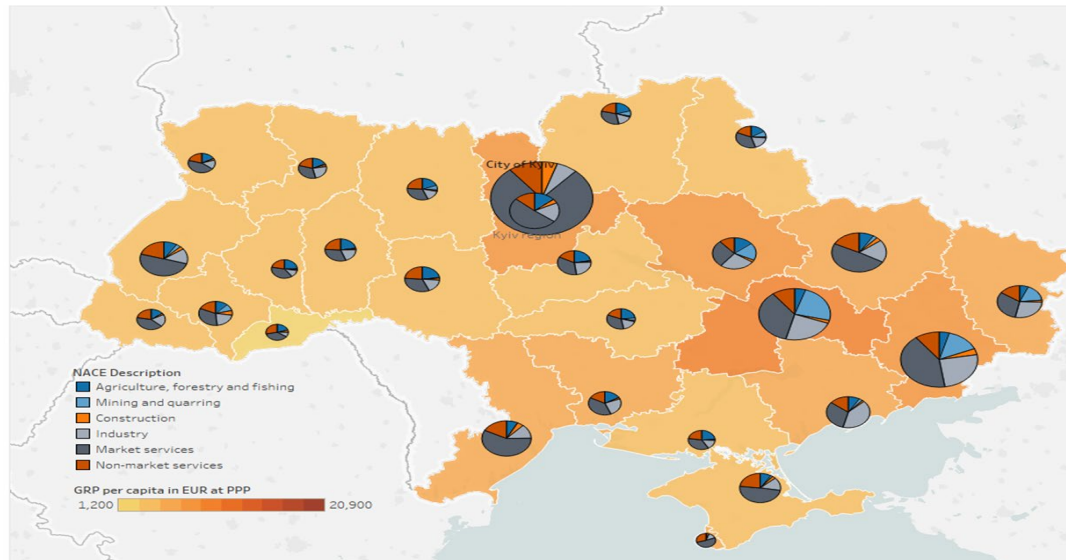 City of Kyiv
Kyiv region
NACE Description
Agriculture, forestry and fishing
Mining and quarring
Construction
Industry
Market services
Non-market services
GRP per capita in EUR at PPP
1,200 20,900